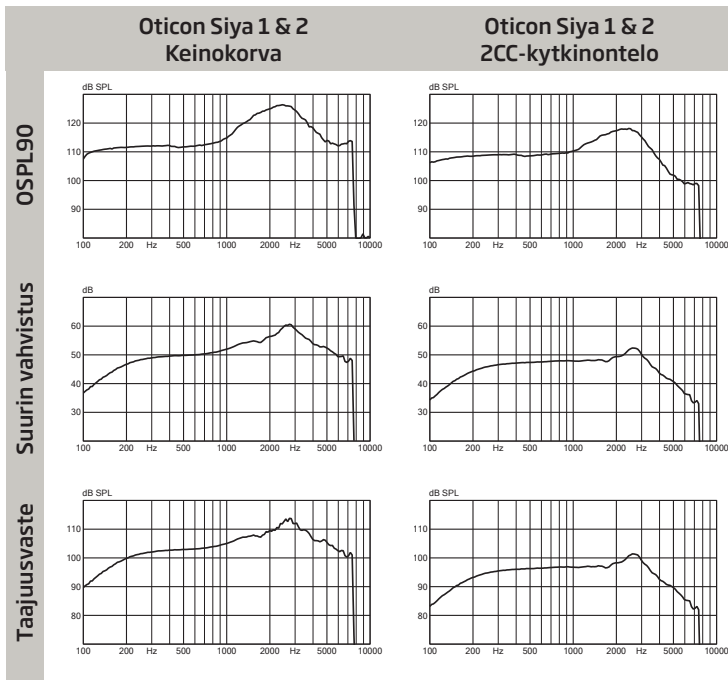 Oticon Siya 1 & 2
Keinokorva
Oticon Siya 1 & 2
2CC-kytkinontelo
OSPL90
dB SPL
120
110
100
90
100 200 Hz 500 1000 2000 Hz 5000 10000
dB SPL
120
110
100
90
100 200 Hz 500 1000 2000 Hz 5000 10000
Suurin vahvistus
dB
60
50
40
30
100 200 Hz 500 1000 2000 Hz 5000 10000
dB
60
50
40
30
100 200 Hz 500 1000 2000 Hz 5000 10000
Taajuusvaste
dB SPL
110
100
90
80
100 200 Hz 500 1000 2000 Hz 5000 10000
dB SPL
110
100
90
80
100 200 Hz 500 1000 2000 Hz 5000 10000